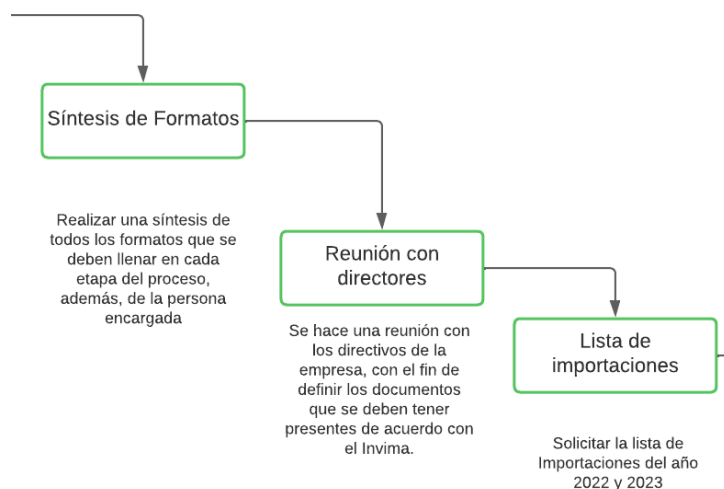 Síntesis de Formatos
Realizar una síntesis de
todos los formatos que se
deben llenar en cada
etapa del proceso,
además, de la persona
encargada
Reunión con
directores
Se hace una reunión con
los directivos de la
empresa, con el fin de
definir los documentos
que se deben tener
presentes de acuerdo con
el Invima.
Lista de
importaciones
Solicitar la lista de
Importaciones del año
2022 y 2023